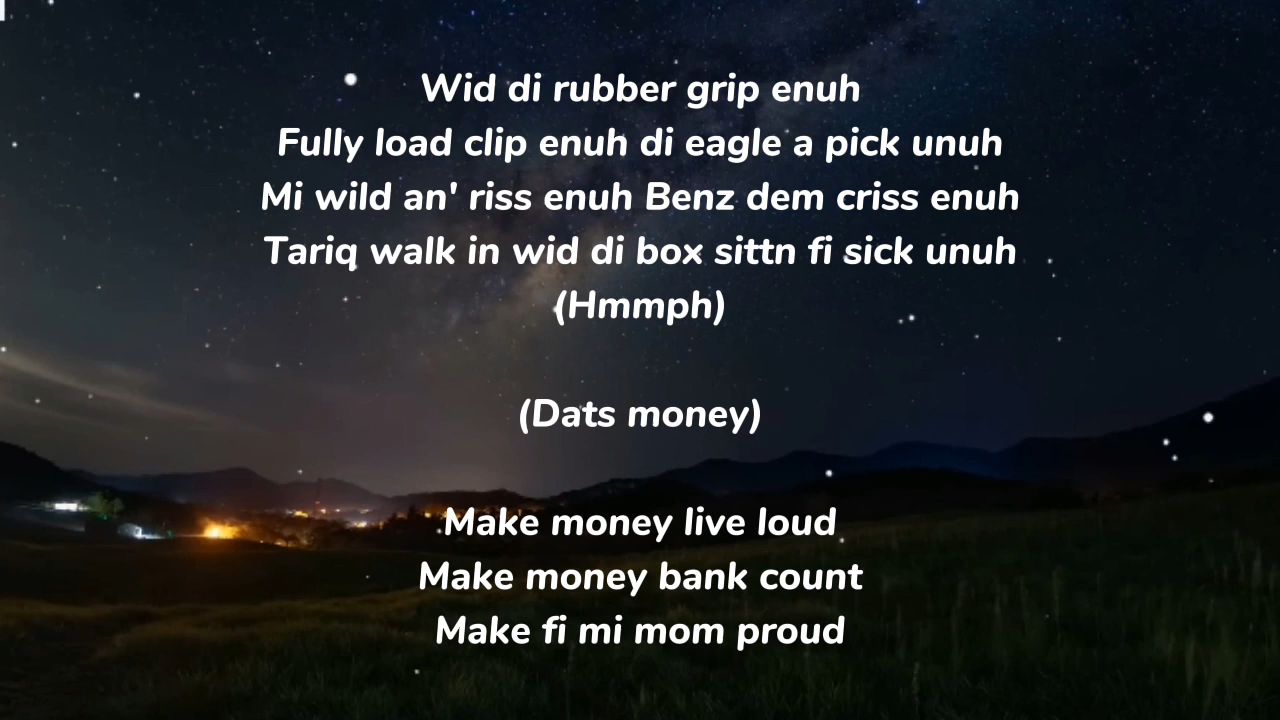 Wid di rubber grip enuh
Fully load clip enuh di eagle a pick unuh
Mi wild an' riss enuh Benz dem criss enuh
Tariq walk in wid di box sittn fi sick unuh
(Hmmph)
(Dats money)
Make money live loud
Make money bank count
Make fi mi mom proud